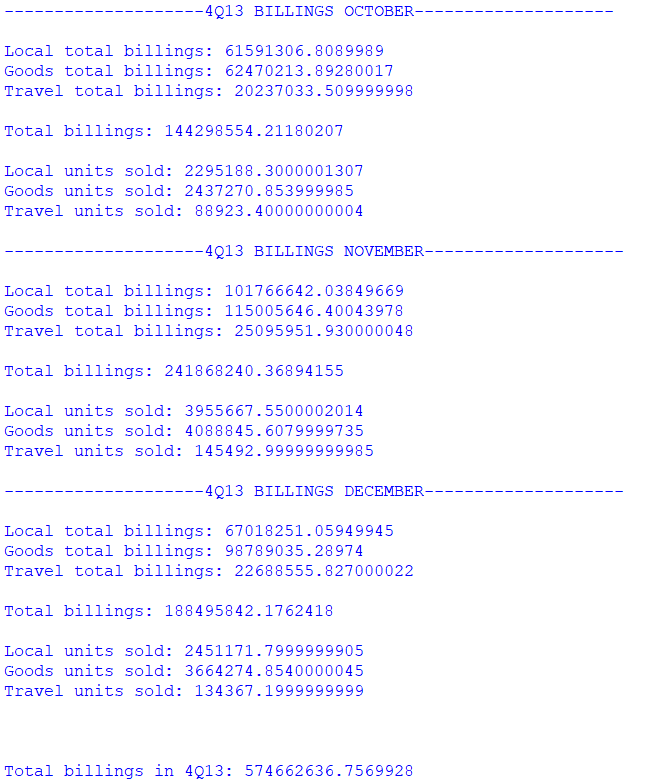 --------------------4Q13 BILLINGS OCTOBER--------------------
Local total billings: 61591306.8089989
Goods total billings: 62470213.89280017
Travel total billings: 20237033.509999998
Total billings: 144298554.21180207
Local units sold: 2295188.3000001307
Goods units sold: 2437270.853999985
Travel units sold: 88923.40000000004
--------------------4Q13 BILLINGS NOVEMBER--------------------
Local total billings: 101766642.03849669
Goods total billings: 115005646.40043978
Travel total billings: 25095951.930000048
Total billings: 241868240.36894155
Local units sold: 3955667.5500002014
Goods units sold: 4088845.6079999735
Travel units sold: 145492.99999999985
--------------------4Q13 BILLINGS DECEMBER--------------------
Local total billings: 67018251.05949945
Goods total billings: 98789035.28974
Travel total billings: 22688555.827000022
Total billings: 188495842.1762418
Local units sold: 2451171.7999999905
Goods units sold: 3664274.8540000045
Travel units sold: 134367.1999999999
Total billings in 4Q13: 574662636.7569928